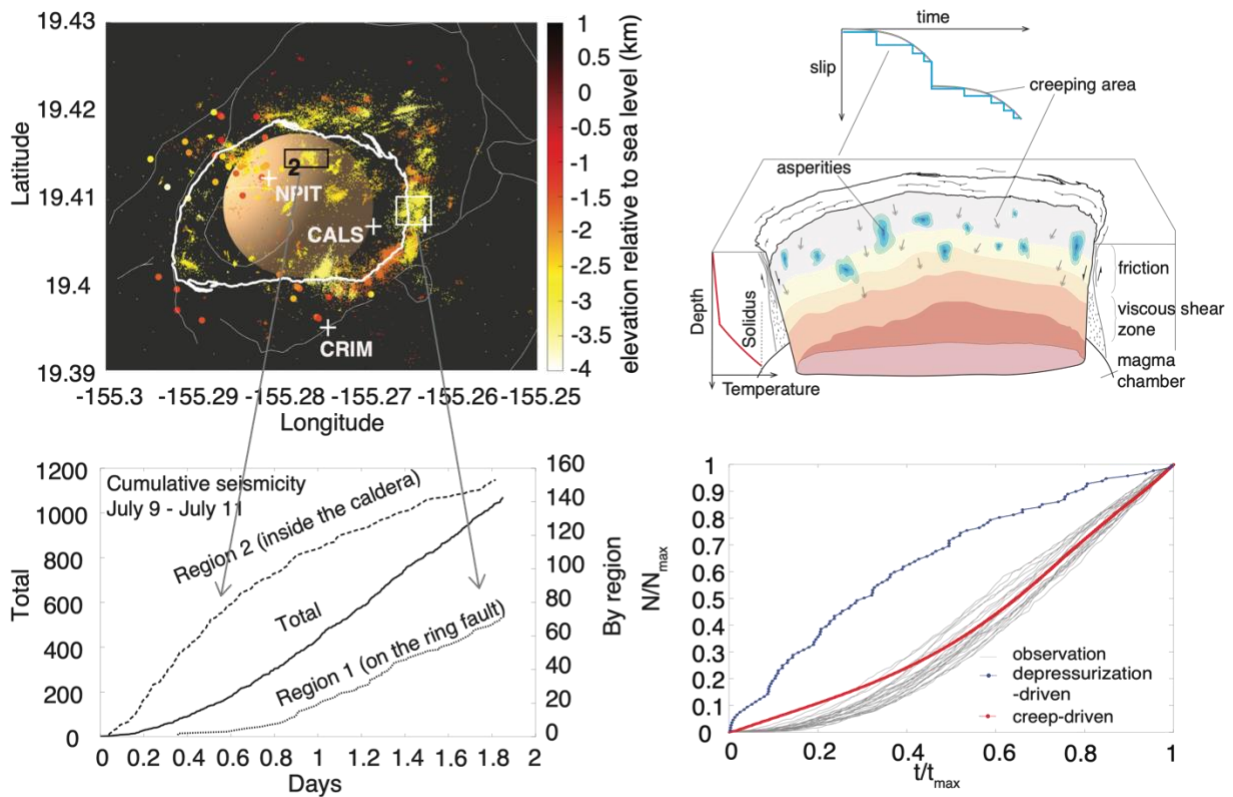 19.43
19.42
19.41
19.4
19.39
Latitude
-155.3 -155.29 -155.28 -155.27 -155.26 -155.25
Longitude
2
NPIT
CALS
CRIM
1
0
-0.5
-1
-1.5
-2
-2.5
-3
-3.5
-4
elevation relative to sea level (km)
time
slip
creeping area
asperities
friction
viscous shear
zone
magma
chamber
Depth
Solidus
Temperature
Cumulative seismicity
July 9 - July 11
Region 2 (inside the caldera)
Total
Region 1 (on the ring fault)
1200
1000
800
600
400
200
0
Total
160
140
120
100
80
60
40
20
0
By region
0 0.2 0.4 0.6 0.8 1 1.2 1.4 1.6 1.8 2
Days
1
0.9
0.8
0.7
0.6
0.5
0.4
0.3
0.2
0.1
0
N/Nmax
observation
depressurization
-driven
creep-driven
0 0.2 0.4 0.6 0.8 1
t/tmax